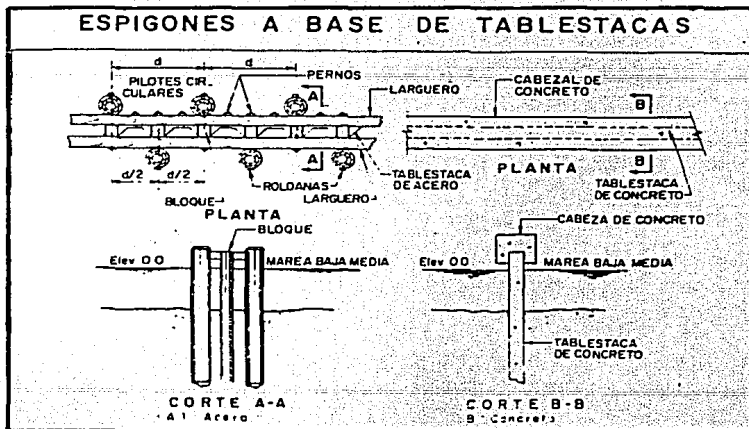 ESPIGONES A BASE DE TABLESTACAS
d
d
PILOTES CIR_
CULARES
PERNOS
A
LARGUERO
CABEZAL DE
CONCRETO
B
A
B
d/2
d/2
BLOQUE
ROLDANAS
LARGUERO
TABLESTACA
DE ACERO
PLANTA
PLANTA
TABLESTACA
DE CONCRETO
BLOQUE
CABEZA DE CONCRETO
Elev 0.0
MAREA BAJA MEDIA
Elev 0.0
MAREA BAJA MEDIA
TABLESTACA
DE CONCRETO
CORTE A-A
A) Acero
CORTE B-B
B Concreto